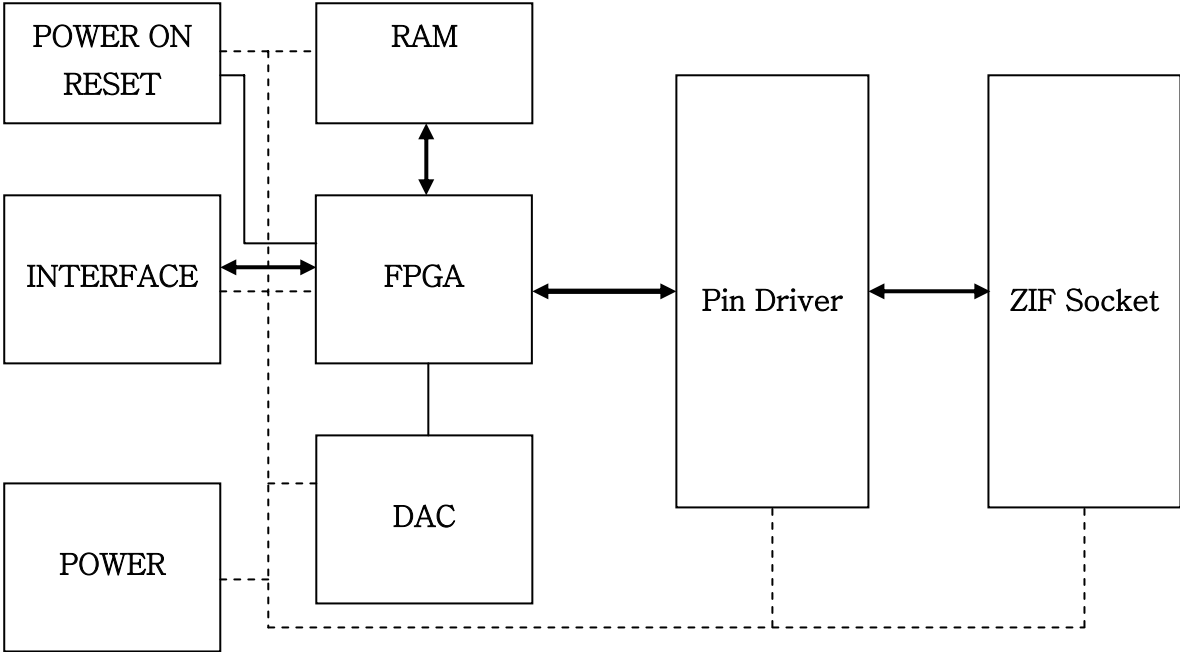 POWER ON
RESET
RAM
INTERFACE
FPGA
Pin Driver
ZIF Socket
DAC
POWER